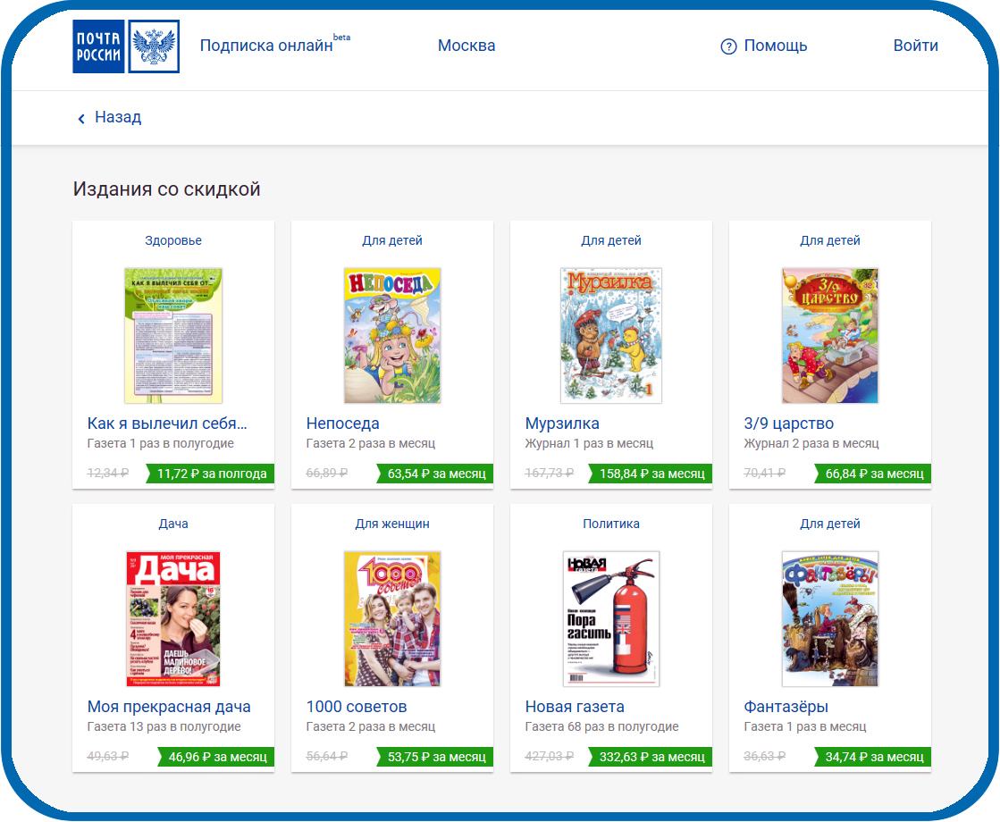 ПОЧТА
РОССИИ
Подписка онлайн beta
Москва
Помощь
Войти
Назад
Издания со скидкой
Здоровье
КАК Я ВЫЛЕЧИЛ СЕБЯ ОТ...
Как я вылечил себя...
Газета 1 раз в полугодие
12,34 ₽
11,72 ₽ за полгода
Для детей
НЕПОСЕДА
Непоседа
Газета 2 раза в месяц
66,89 ₽
63,54 ₽ за месяц
Для детей
Мурзилка
1
Мурзилка
Журнал 1 раз в месяц
167,73 ₽
158,84 ₽ за месяц
Для детей
3/9
ЦАРСТВО
3/9 царство
Журнал 2 раза в месяц
70,41 ₽
66,84 ₽ за месяц
Дача
МОЯ ПРЕКРАСНАЯ
Дача
ДАЕШЬ
МАЛИНОВОЕ
ДЕРЕВО!
Моя прекрасная дача
Газета 13 раз в полугодие
49,63 ₽
46,96 ₽ за месяц
Для женщин
1000
советов
1000 советов
Газета 2 раза в месяц
56,64 ₽
53,75 ₽ за месяц
Политика
НОВАЯ
газета
Пора
гасить
Новая газета
Газета 68 раз в полугодие
427,03 ₽
332,63 ₽ за месяц
Для детей
Фантазёры
Фантазёры
Газета 1 раз в месяц
36,63 ₽
34,74 ₽ за месяц